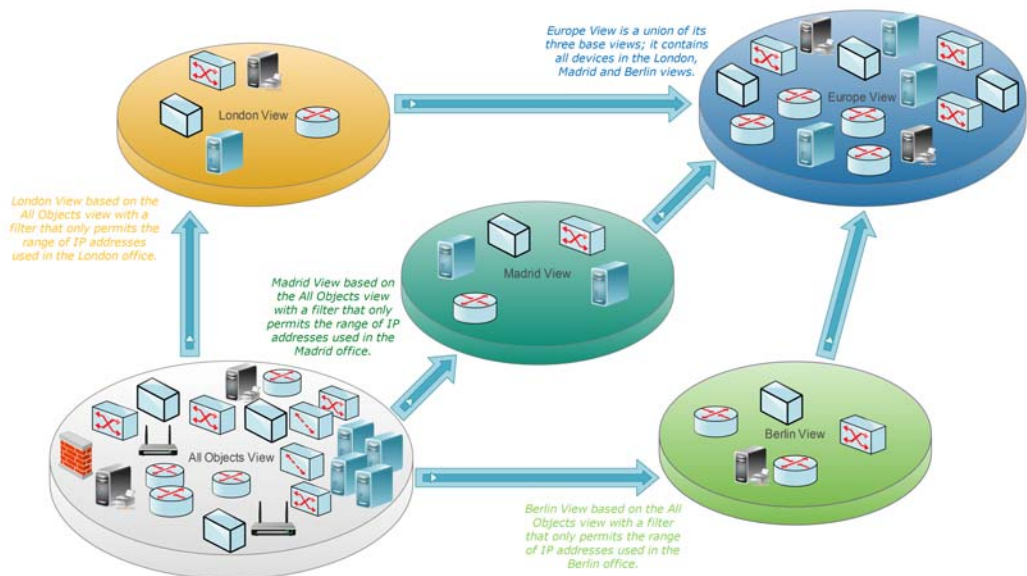 Europe View is a union of its
three base views; it contains
all devices in the London,
Madrid and Berlin views.
London View
Europe View
London View based on the
All Objects view with a
filter that only permits the
range of IP addresses
used in the London office.
Madrid View
Madrid View based on
the All Objects view
with a filter that only
permits the range of IP
addresses used in the
Madrid office.
All Objects View
Berlin View
Berlin View based on the All
Objects view with a filter
that only permits the range
of IP addresses used in the
Berlin office.